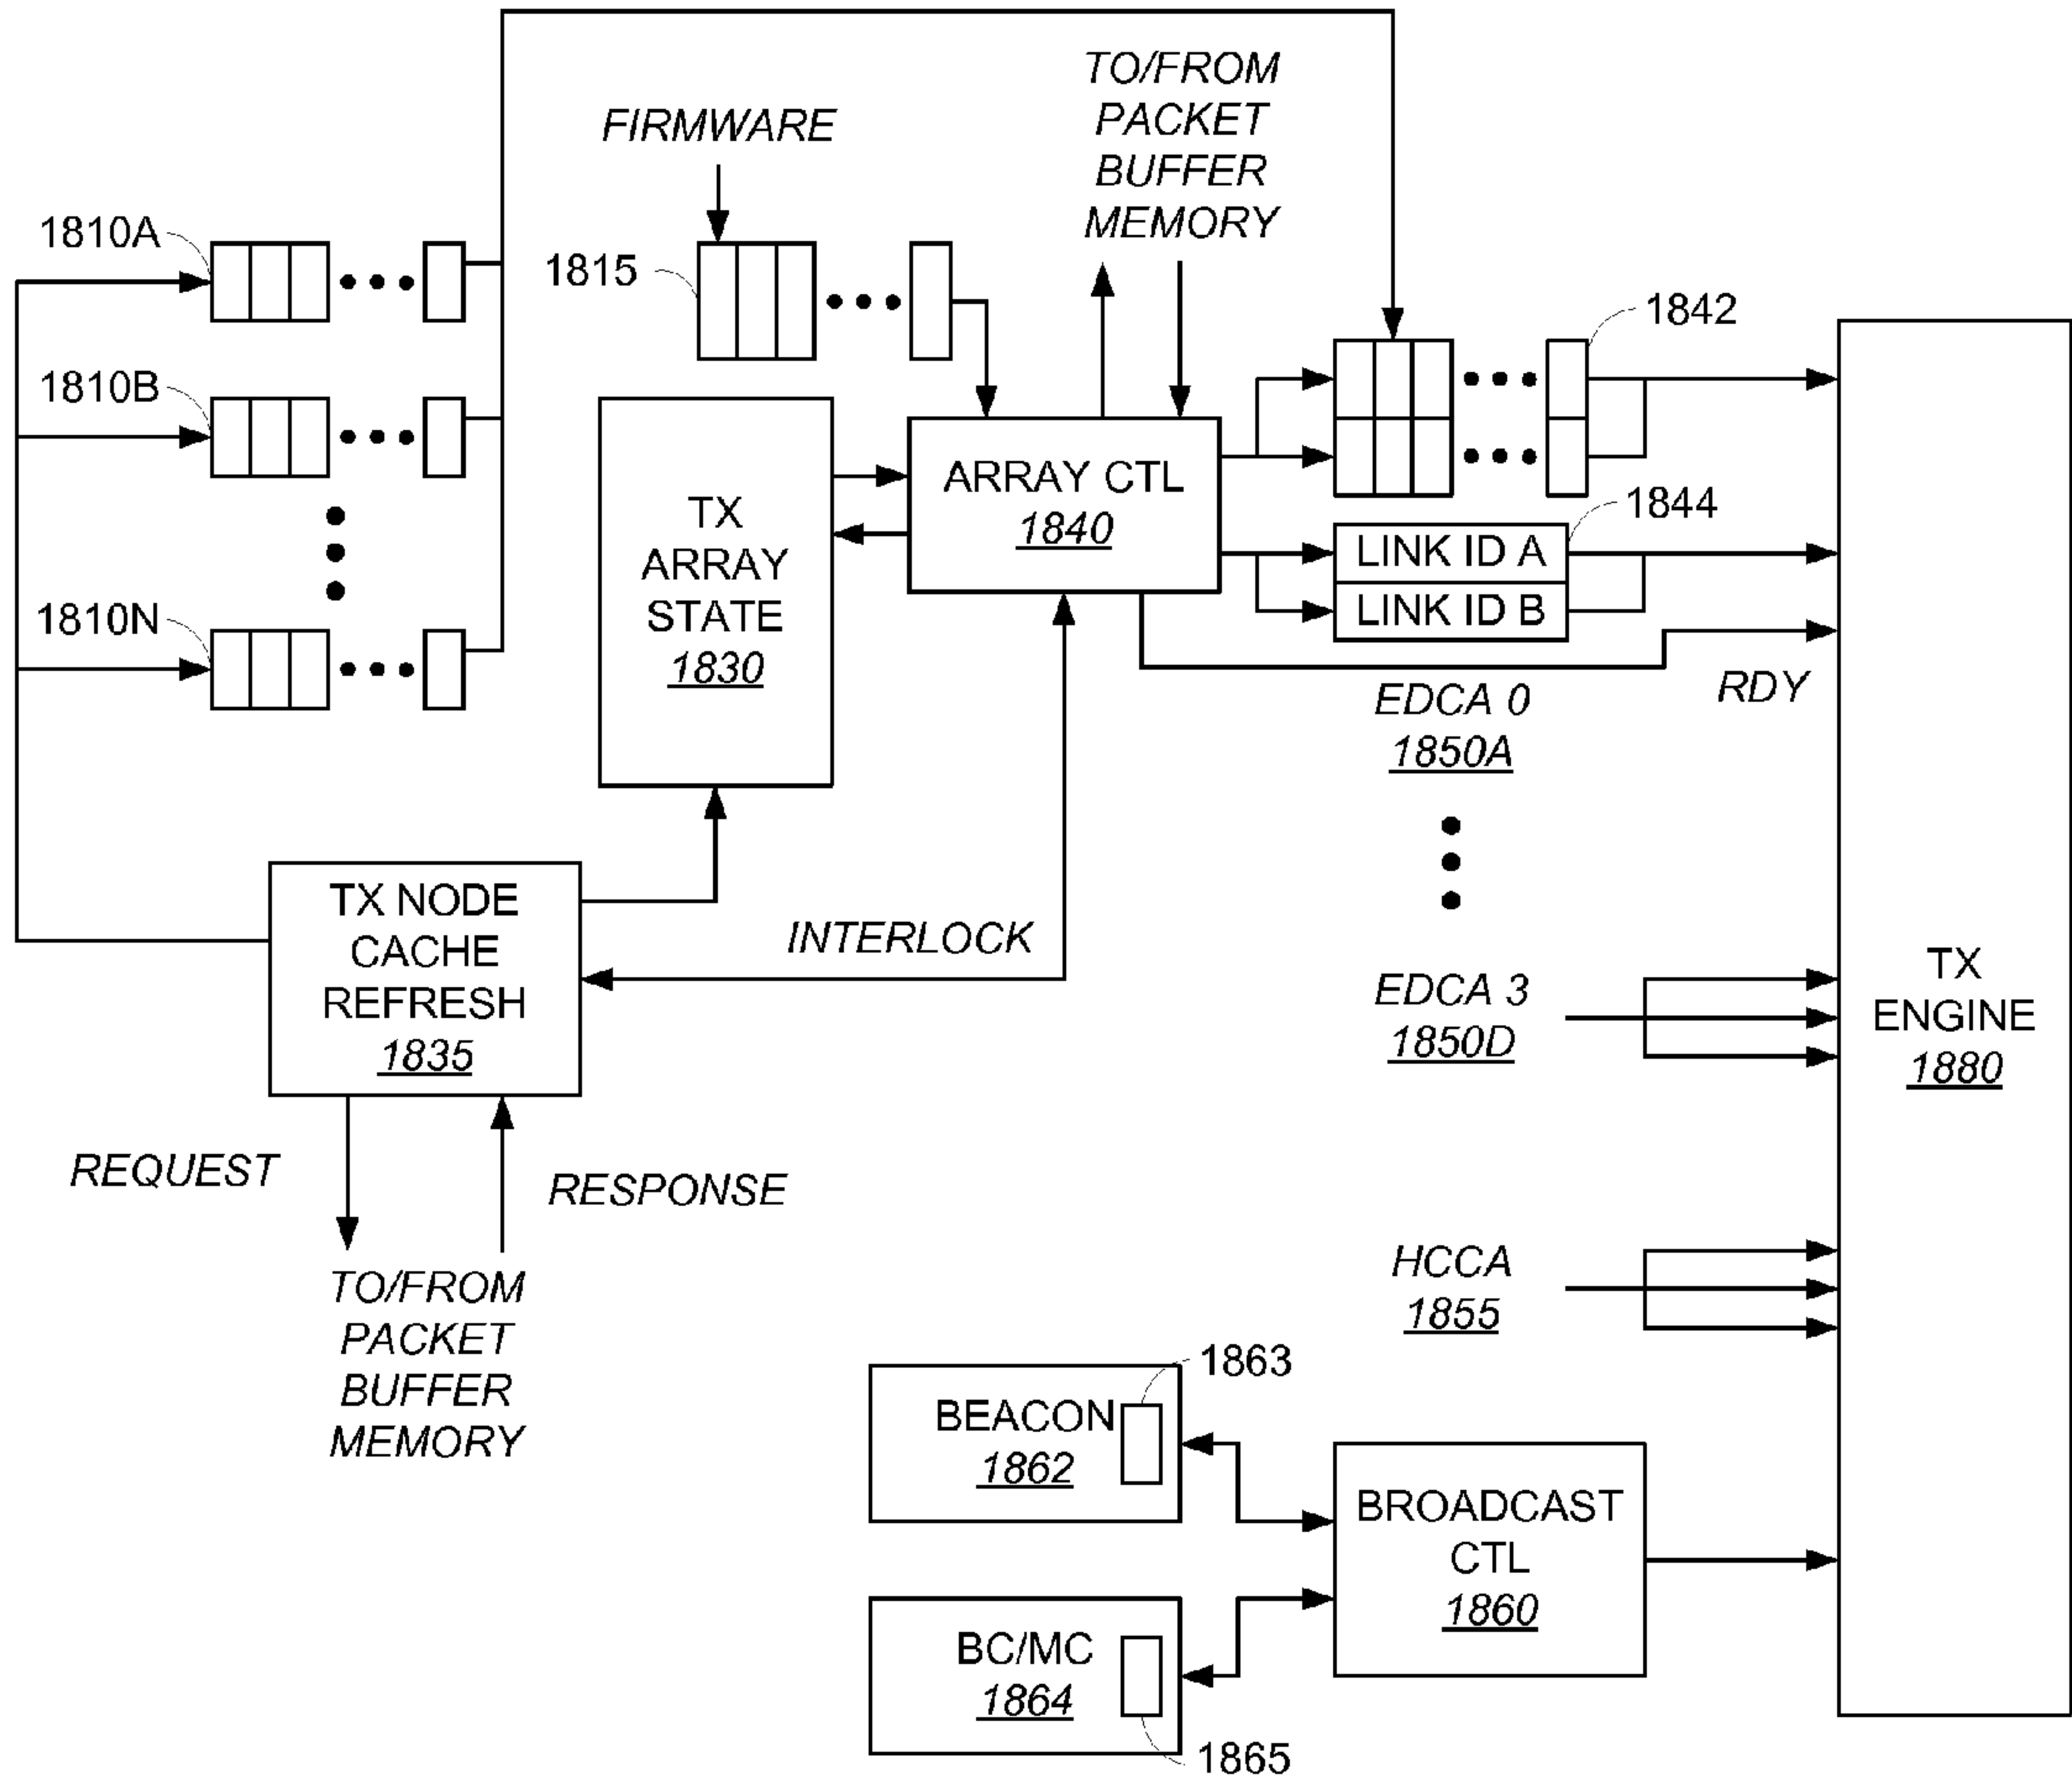 TO/FROM
PACKET
BUFFER
MEMORY
FIRMWARE
1810A
1815
1842
1810B
ARRAY CTL
1840
TX
ARRAY
STATE
1830
1844
LINK ID A
LINK ID B
1810N
RDY
EDCA 0
1850A
TX NODE
CACHE
REFRESH
1835
INTERLOCK
EDCA 3
1850D
TX
ENGINE
1880
REQUEST
RESPONSE
TO/FROM
PACKET
BUFFER
MEMORY
HCCA
1855
1863
BEACON
1862
BROADCAST
CTL
1860
BC/MC
1864
1865